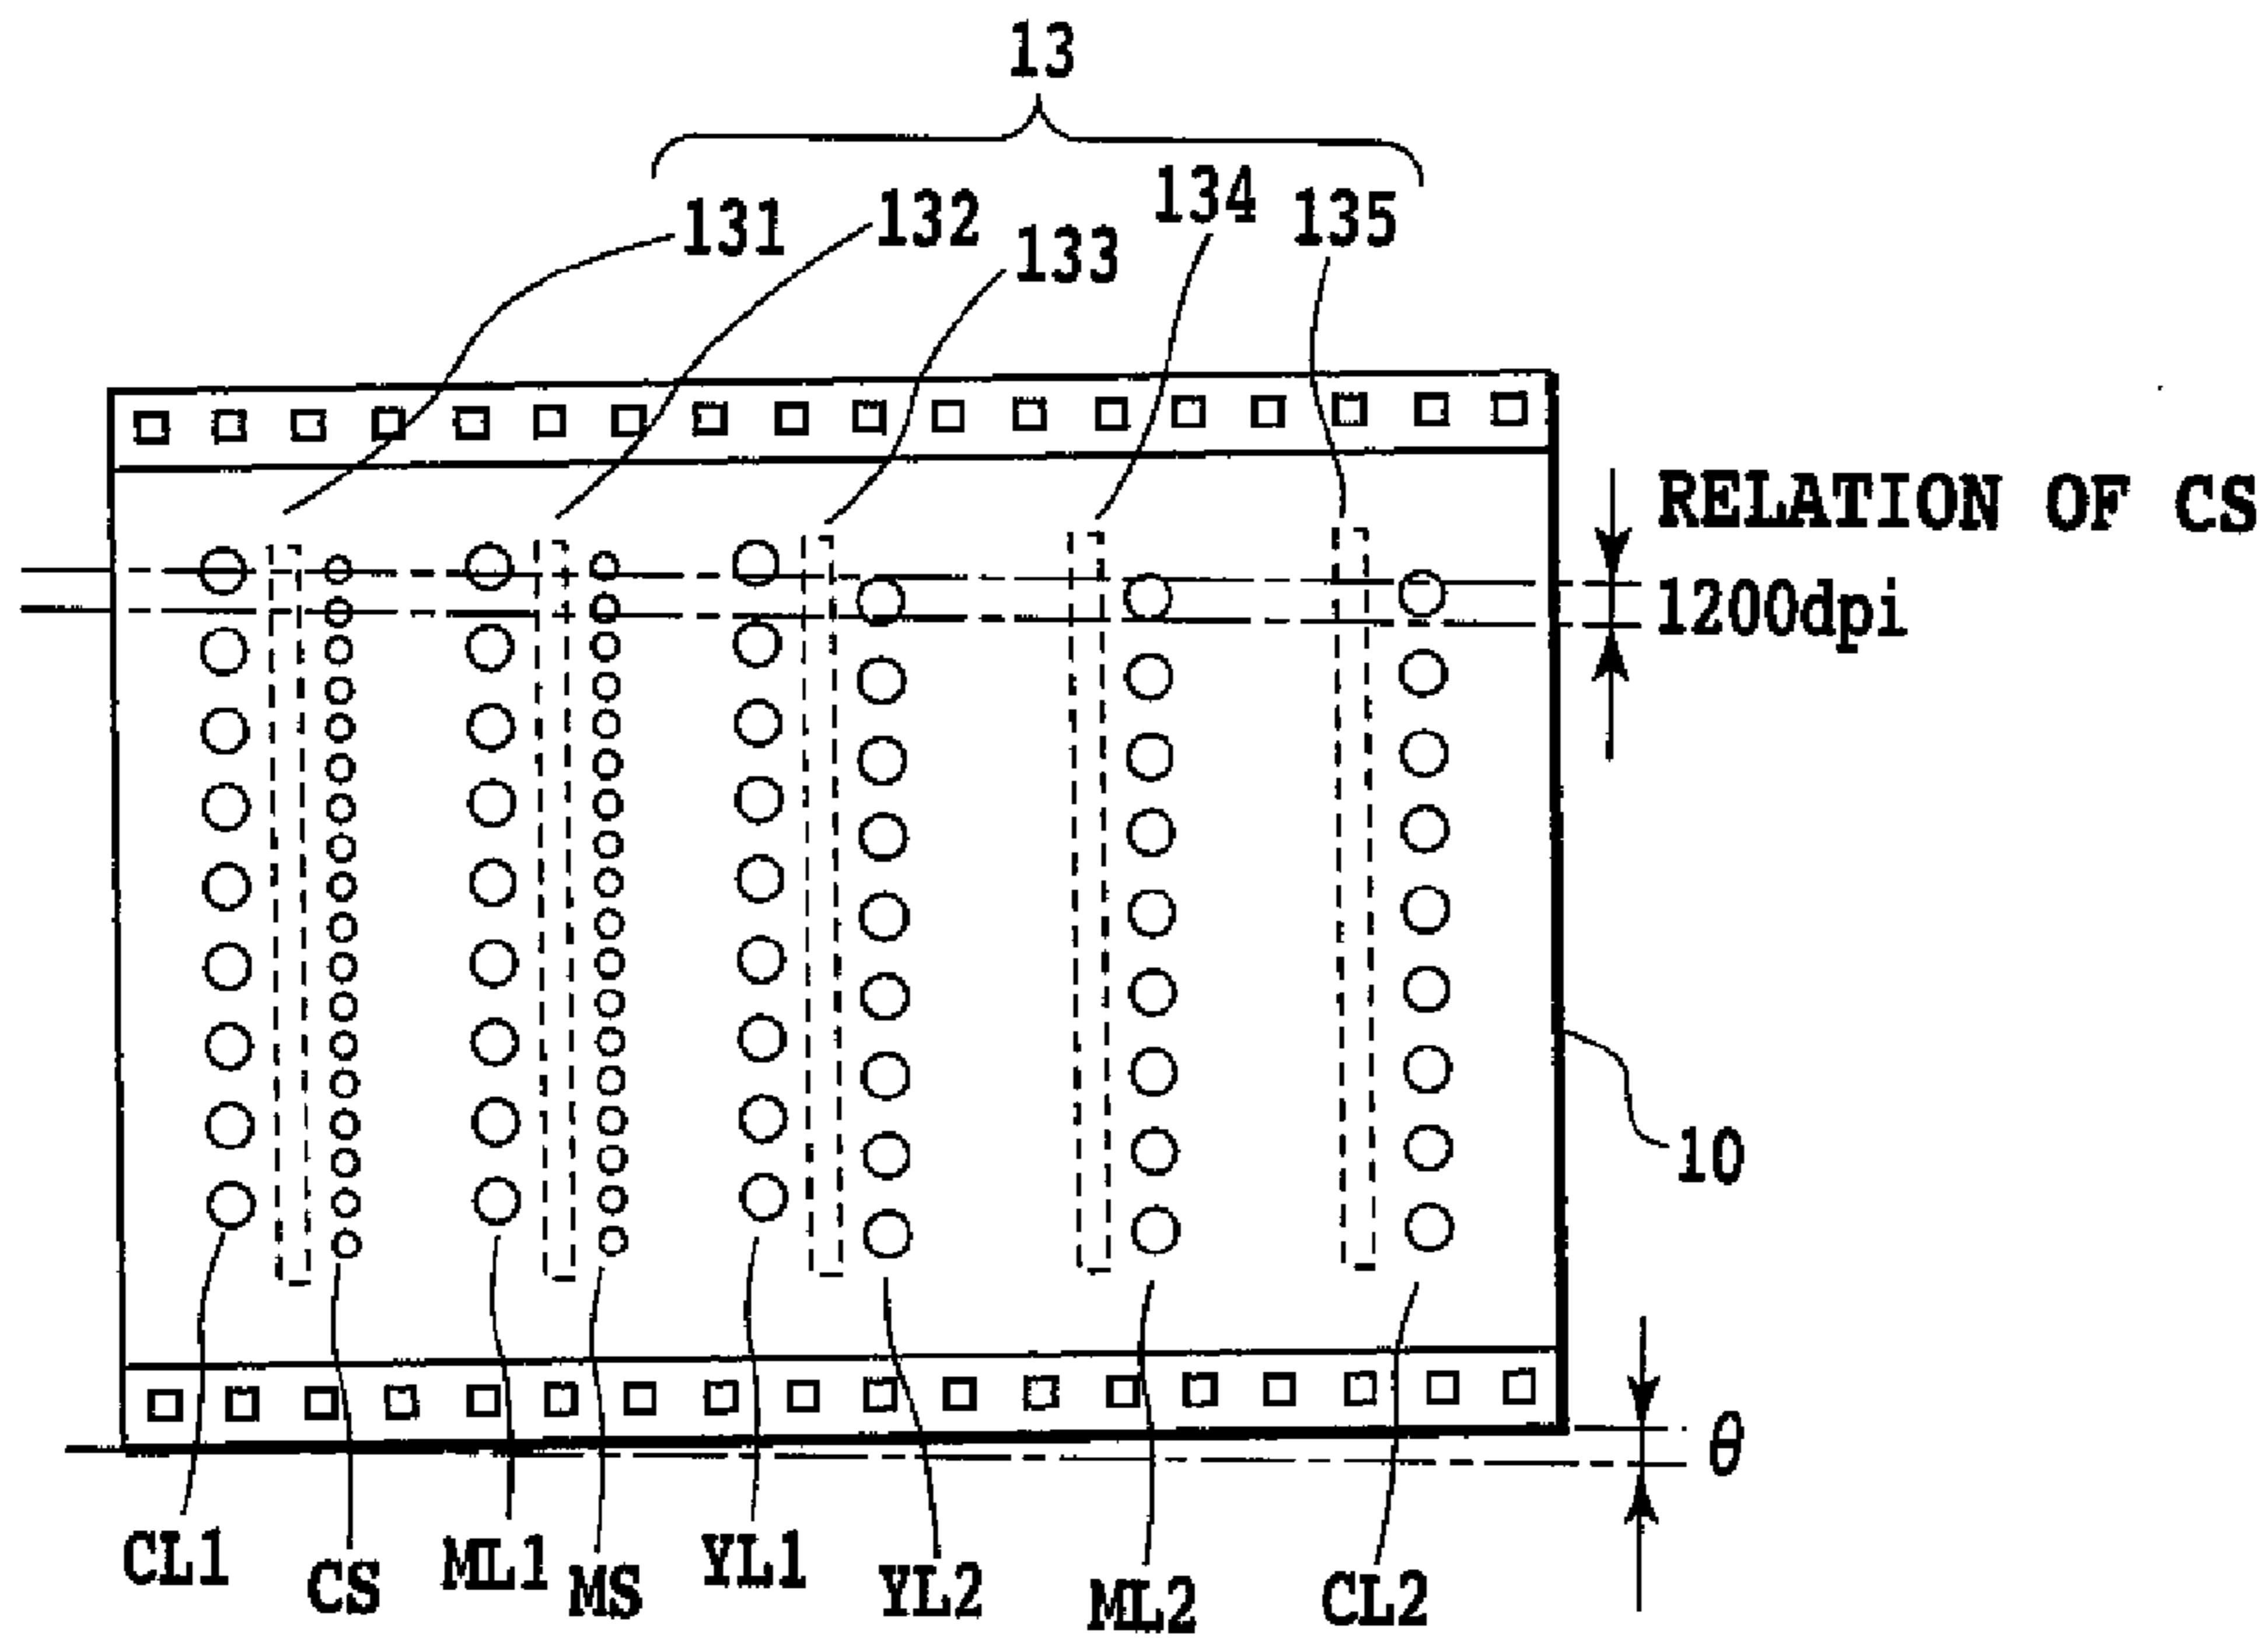 13
131
132
133
134
135
RELATION OF CS
1200dpi
10
θ
CL1
CS
ML1
MS
YL1
YL2
ML2
CL2